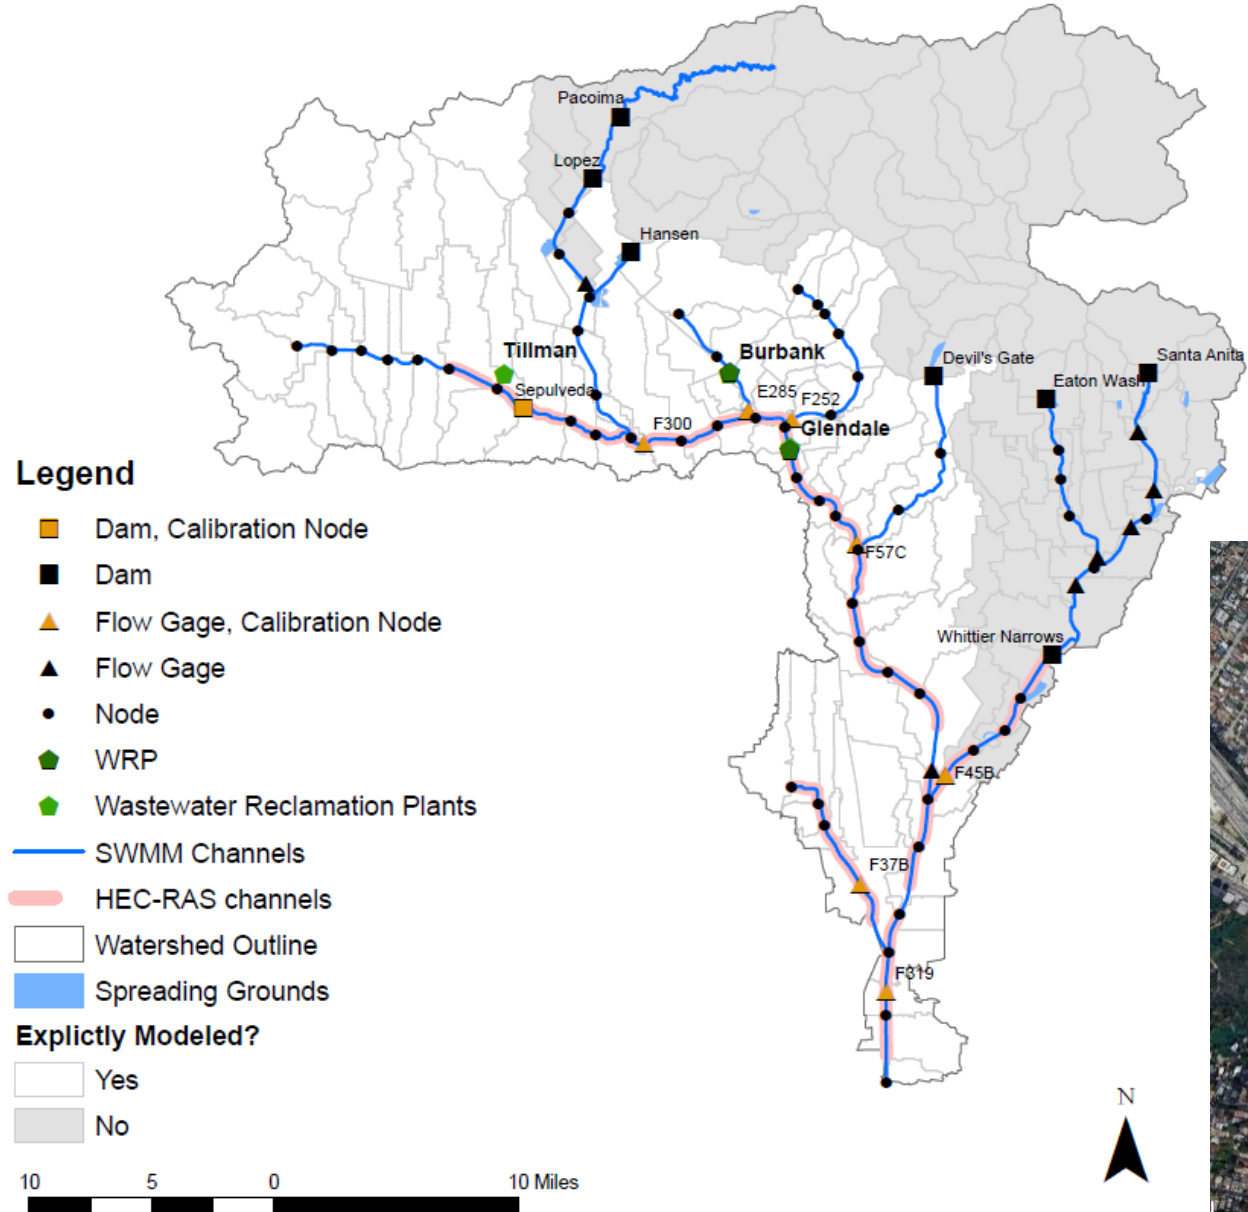 Pacoima
Lopez
Hansen
Tillman
Sepulveda
Burbank
E285
F252
F300
Glendale
Devil's Gate
Santa Anita
Eaton Wash
F57C
Whittier Narrows
F45B
F37B
F319
Legend
Dam, Calibration Node
Dam
Flow Gage, Calibration Node
Flow Gage
Node
WRP
Wastewater Reclamation Plants
SWMM Channels
HEC-RAS channels
Watershed Outline
Spreading Grounds
Explictly Modeled?
Yes
No
N
10 5 0 10 Miles